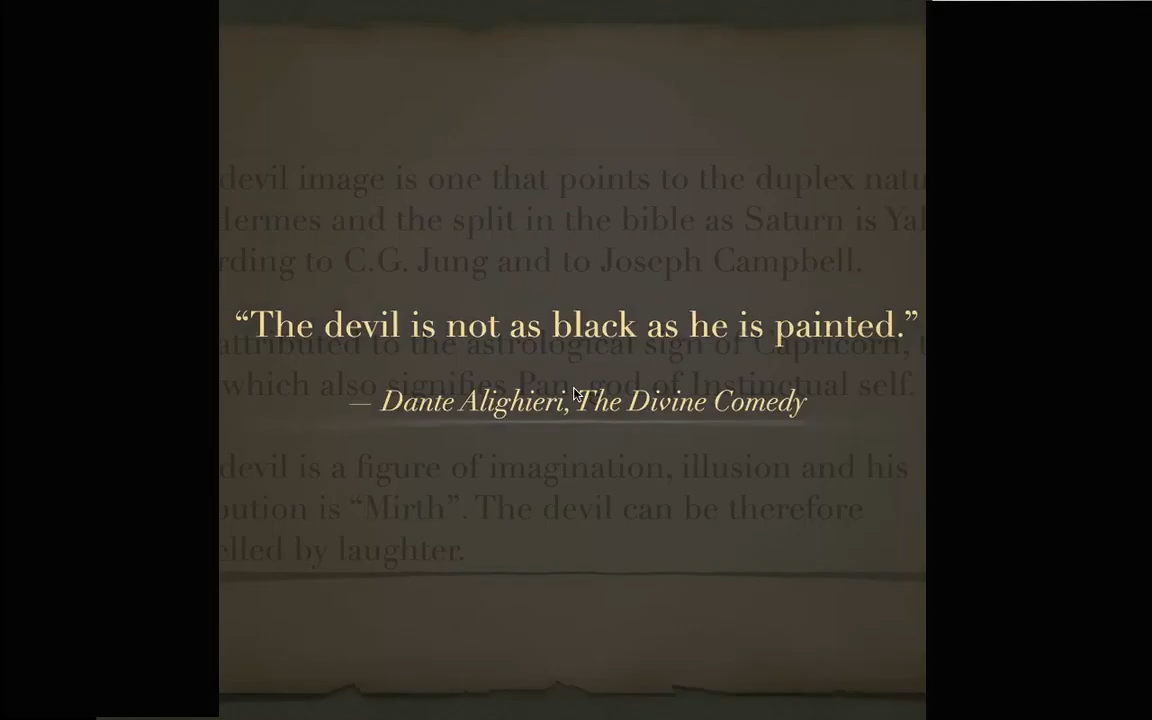 devil image is one that points to the duplex natu
lermes and the split in the bible as Saturn is Yal
rding to C.G. Jung and to Joseph Campbell.
“The devil is not as black as he is painted.”
attributed to the astrological sign of Capricorn, t
which also signifies Pan, god of Instinctual self.
— Dante Alighieri, The Divine Comedy
devil is a figure of imagination, illusion and his
bution is “Mirth”. The devil can be therefore
elled by laughter.